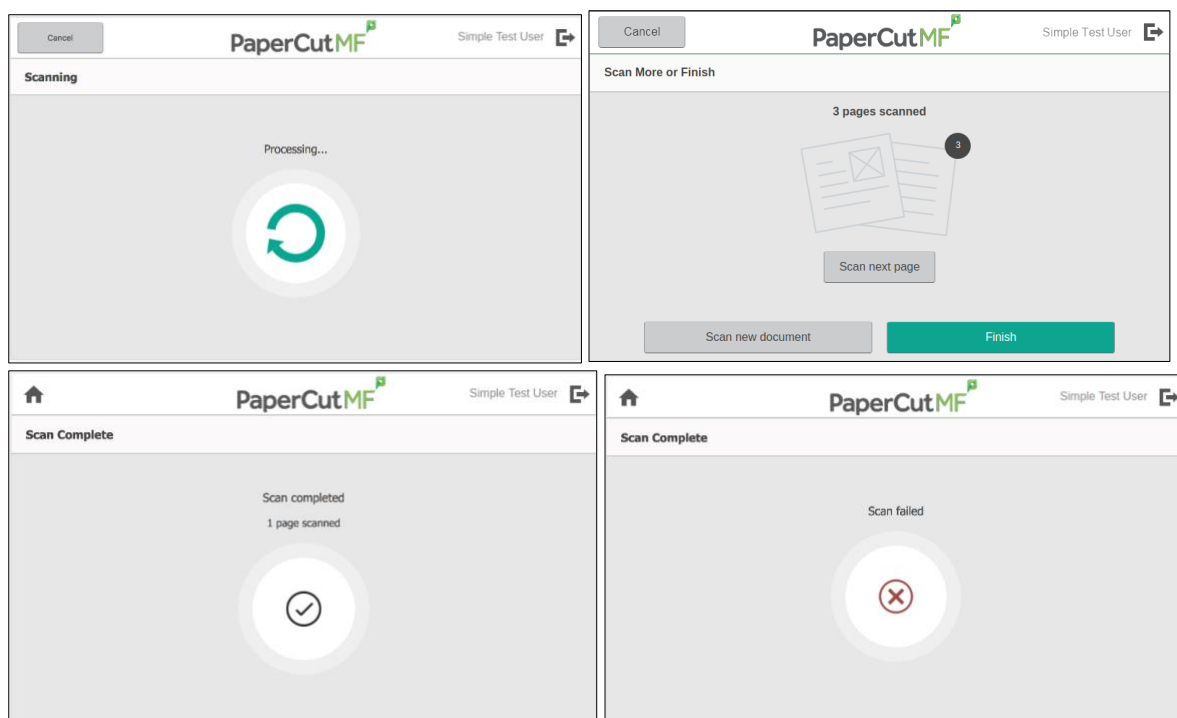 Cancel
PaperCutMF
Simple Test User
Scanning
Processing...
Cancel
PaperCutMF
Simple Test User
Scan More or Finish
3 pages scanned
3
Scan next page
Scan new document
Finish
PaperCutMF
Simple Test User
Scan Complete
Scan completed
1 page scanned
PaperCutMF
Simple Test User
Scan Complete
Scan failed